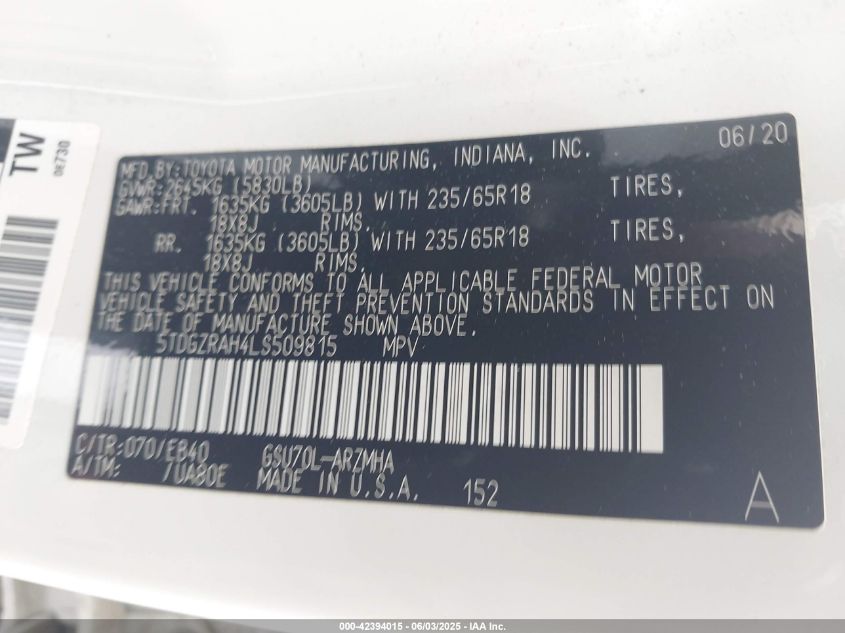 TW
08730
06/20
MFD.BY:TOYOTA MOTOR MANUFACTURING, INDIANA, INC.
GVWR:2645KG (5830LB)
GAWR:FRT. 1635KG (3605LB) WITH 235/65R18 TIRES,
18X8J RIMS.
RR. 1635KG (3605LB) WITH 235/65R18 TIRES,
18X8J RIMS.
THIS VEHICLE CONFORMS TO ALL APPLICABLE FEDERAL MOTOR
VEHICLE SAFETY AND THEFT PREVENTION STANDARDS IN EFFECT ON
THE DATE OF MANUFACTURE SHOWN ABOVE.
5TDGZRAH4LS509815 MPV
C/TR:070/EB40 GSU70L-ARZMHA
A/TM: /UA80E MADE IN U.S.A. 152
A
000-42394015 - 06/03/2025 - IAA Inc.